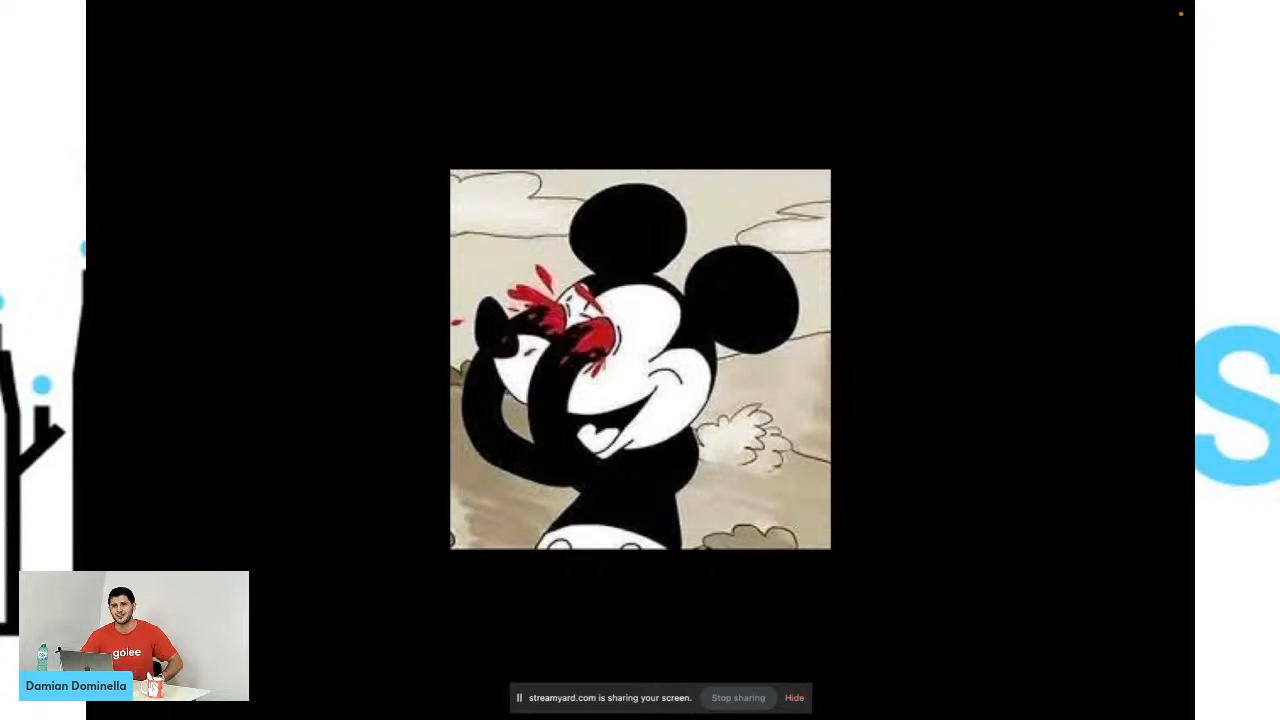 S
golee
Damian Dominella
streamyard.com is sharing your screen.
Stop sharing
Hide